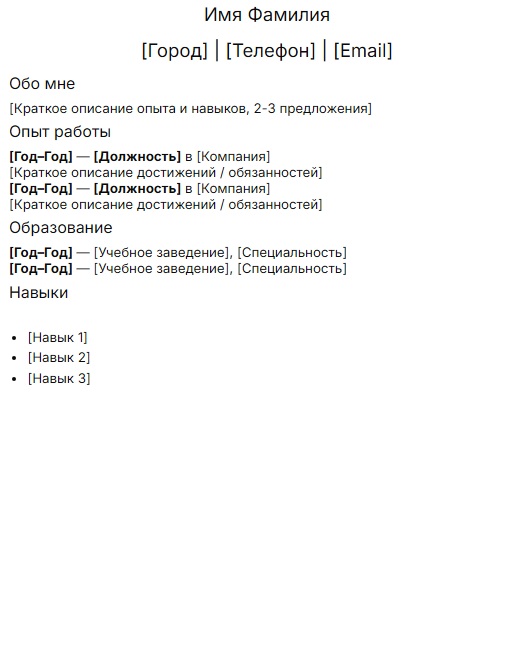 Имя Фамилия
[Город] | [Телефон] | [Email]
Обо мне
[Краткое описание опыта и навыков, 2-3 предложения]
Опыт работы
[Год–Год] — [Должность] в [Компания]
[Краткое описание достижений / обязанностей]
[Год–Год] — [Должность] в [Компания]
[Краткое описание достижений / обязанностей]
Образование
[Год–Год] — [Учебное заведение], [Специальность]
[Год–Год] — [Учебное заведение], [Специальность]
Навыки
• [Навык 1]
• [Навык 2]
• [Навык 3]